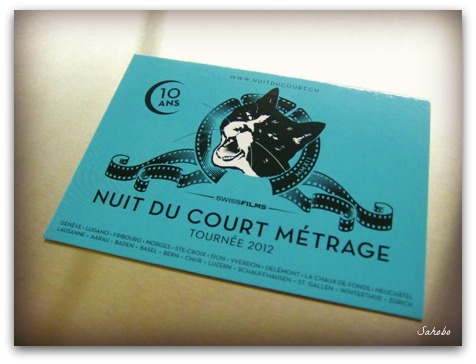 WWW.NUITDUCOURT.CH
10
ANS
SWISSFILMS
NUIT DU COURT MÉTRAGE
TOURNÉE 2012
GENÈVE • LUGANO • FRIBOURG • MORGES • STE-CROIX • SION • YVERDON • DELÉMONT • LA CHAUX-DE-FONDS • NEUCHÂTEL
LAUSANNE • AARAU • BADEN • BASEL • BERN • CHUR • LUZERN • SCHAFFHAUSEN • ST. GALLEN • WINTERTHUR • ZÜRICH
Sakobo